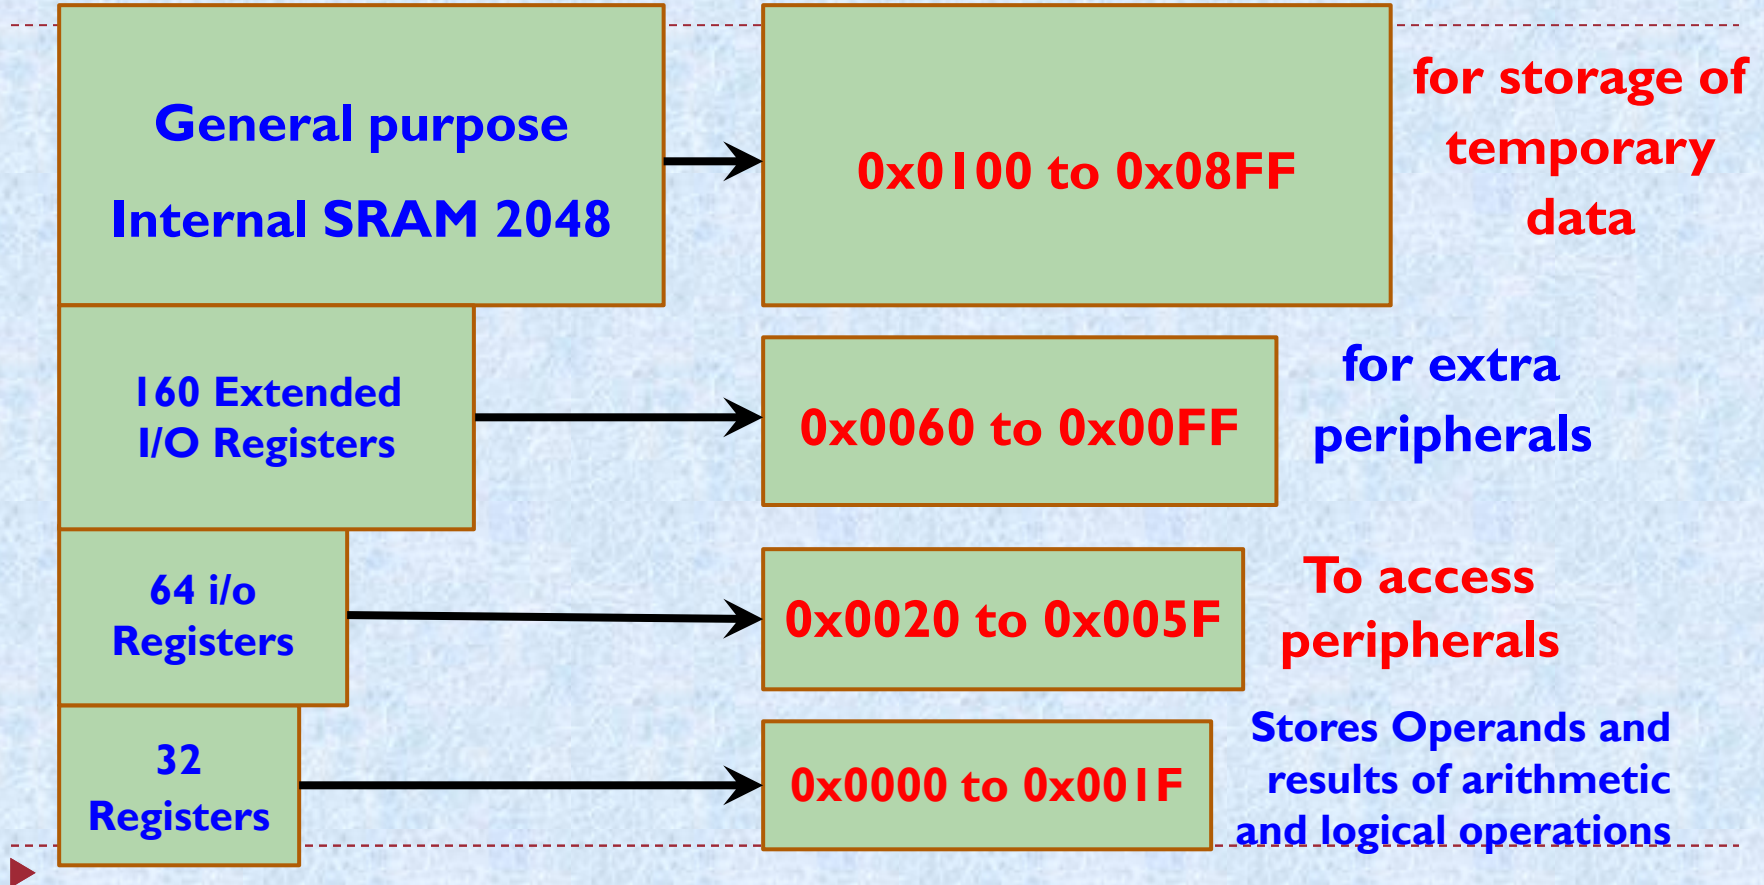 General purpose
Internal SRAM 2048
0x0100 to 0x08FF
for storage of
temporary
data
160 Extended
I/O Registers
0x0060 to 0x00FF
for extra
peripherals
64 i/o
Registers
0x0020 to 0x005F
To access
peripherals
32
Registers
0x0000 to 0x001F
Stores Operands and
results of arithmetic
and logical operations